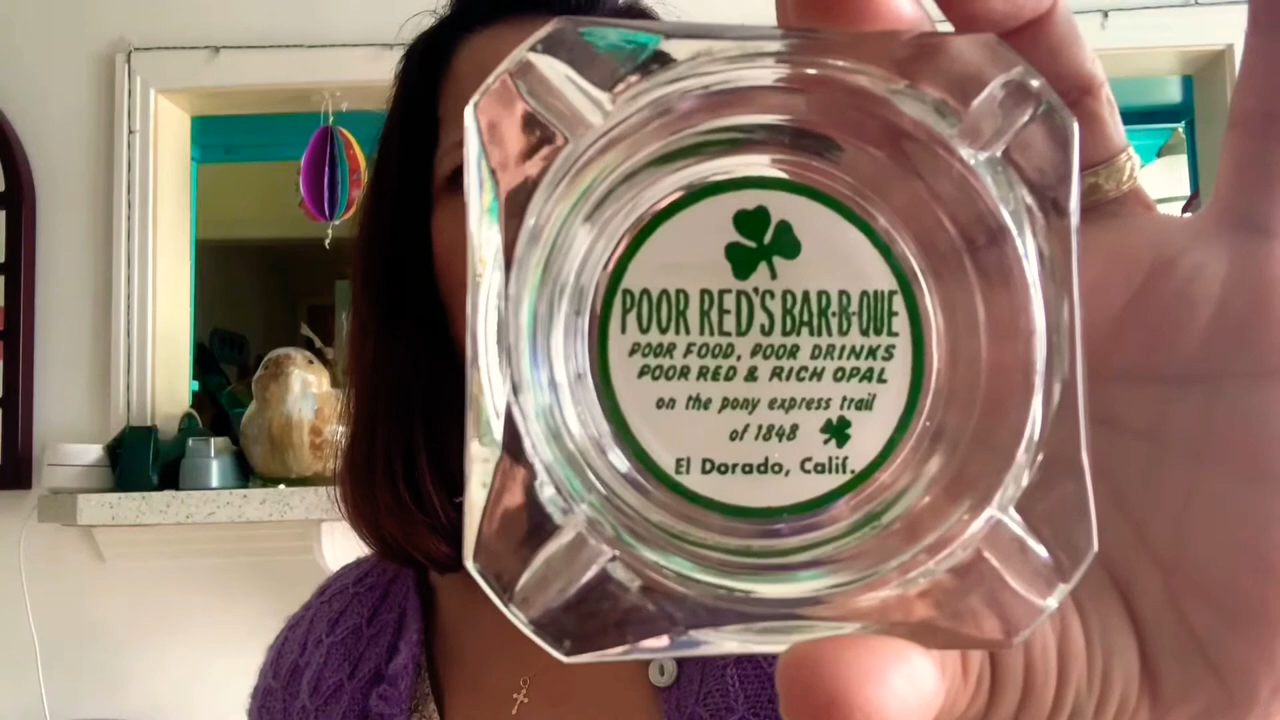 POOR RED'S BAR-B-QUE
POOR FOOD, POOR DRINKS
POOR RED & RICH OPAL
on the pony express trail
of 1848
El Dorado, Calif.